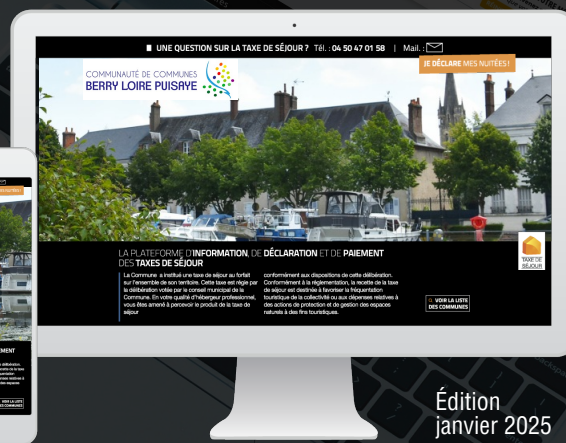 UNE QUESTION SUR LA TAXE DE SÉJOUR ? Tél. : 04 50 47 01 58 | Mail. :
JE DÉCLARE MES NUITÉES !
COMMUNAUTÉ DE COMMUNES
BERRY LOIRE PUISAYE
LA PLATEFORME D'INFORMATION, DE DÉCLARATION ET DE PAIEMENT
DES TAXES DE SÉJOUR
La Commune a institué une taxe de séjour au forfait
sur l'ensemble de son territoire. Cette taxe est régie par
la délibération votée par le conseil municipal de la
Commune. En votre qualité d'hébergeur professionnel,
vous êtes amené à percevoir le produit de la taxe de
séjour
conformément aux dispositions de cette délibération.
Conformément à la réglementation, la recette de la taxe
de séjour est destinée à favoriser la fréquentation
touristique de la collectivité ou aux dépenses relatives à
des actions de protection et de gestion des espaces
naturels à des fins touristiques.
TAXE DE
SÉJOUR
VOIR LA LISTE
DES COMMUNES
VOIR LA LISTE
DES COMMUNES
Édition
janvier 2025